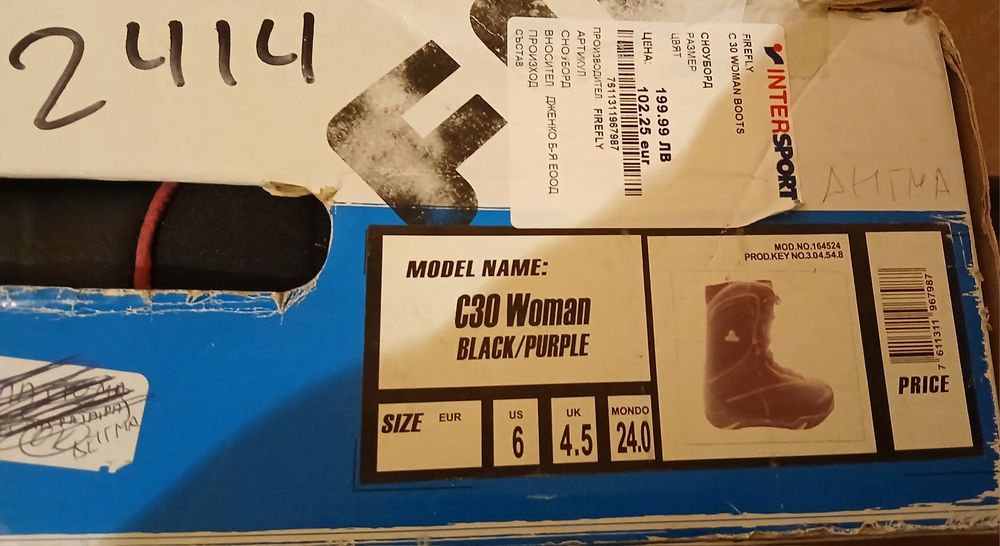 2414
INTERSPORT
FIREFLY
C 30 WOMAN BOOTS
СНОУБОРД
РАЗМЕР
ЦВЯТ
ЦЕНА:
199.99 ЛВ
102.25 eur
7611311967987
ПРОИЗВОДИТЕЛ FIREFLY
АРТИКУЛ
СНОУБОРД
ВНОСИТЕЛ ДЖЕНКО Б-Я ЕООД
ПРОИЗХОД
СЪСТАВ
MODEL NAME:
C30 Woman
BLACK/PURPLE
SIZE
EUR
US
6
UK
4.5
MONDO
24.0
MOD.NO.164524
PROD.KEY NO.3.04.54.8
7 611311 967987
PRICE